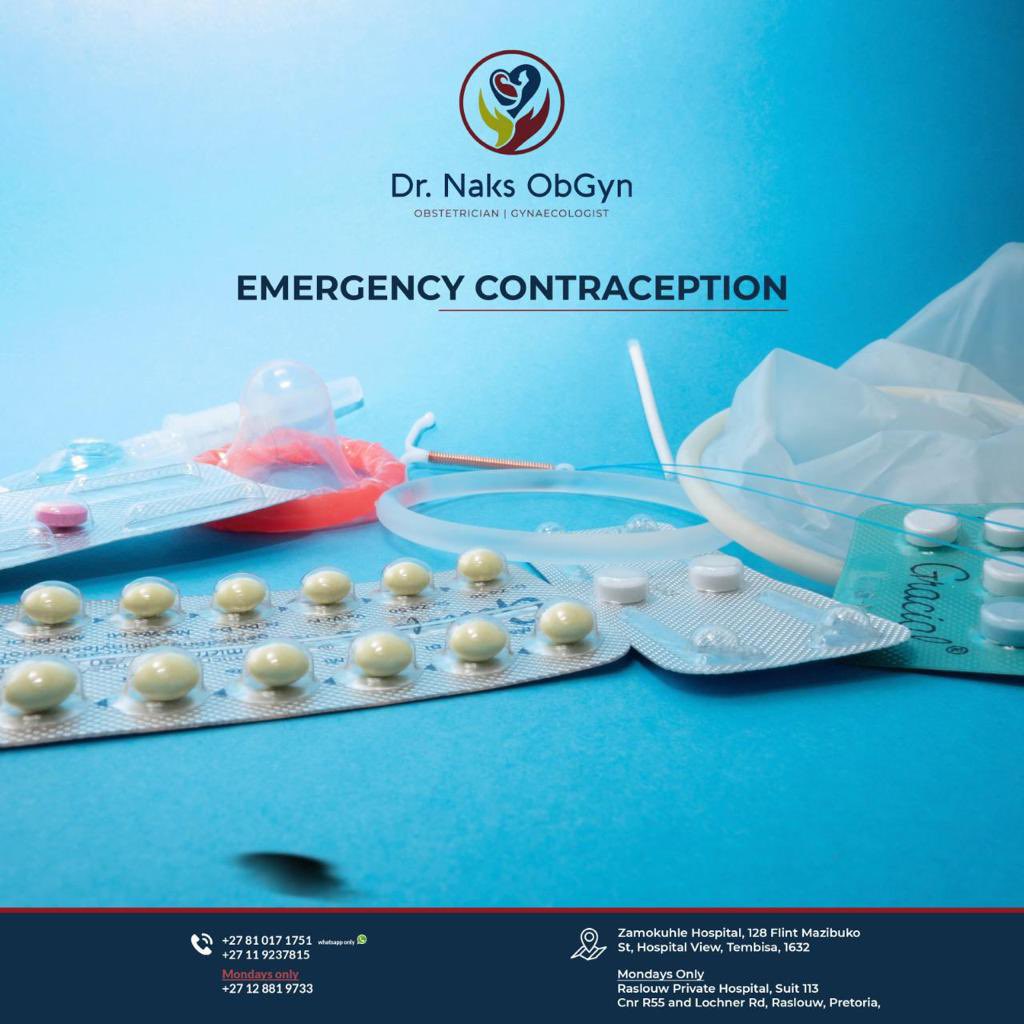 Dr. Naks ObGyn
OBSTETRICIAN | GYNAECOLOGIST
EMERGENCY CONTRACEPTION
Gracial®
+27 81 017 1751 whatsapp only
+27 11 9237815
Mondays only
+27 12 881 9733
Zamokuhle Hospital, 128 Flint Mazibuko
St, Hospital View, Tembisa, 1632
Mondays Only
Raslouw Private Hospital, Suit 113
Cnr R55 and Lochner Rd, Raslouw, Pretoria,